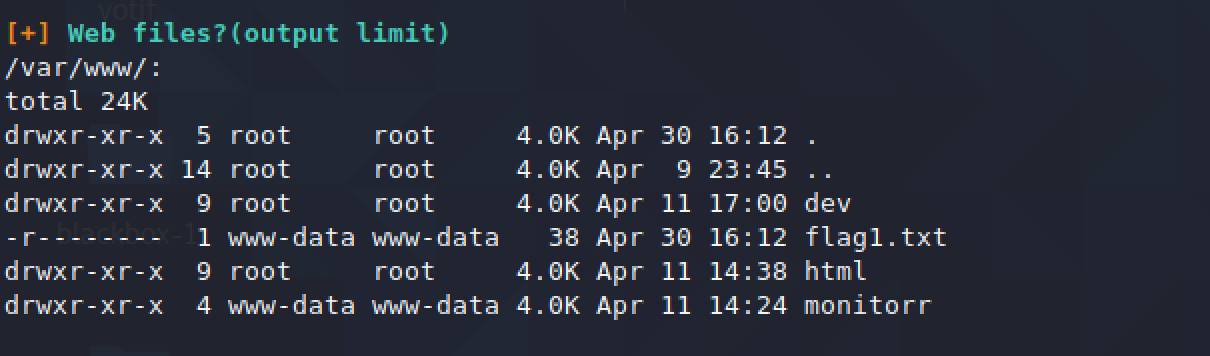 votif
[+] Web files?(output limit)
/var/www/:
total 24K
drwxr-xr-x  5 root     root     4.0K Apr 30 16:12 .
drwxr-xr-x 14 root     root     4.0K Apr  9 23:45 ..
drwxr-xr-x  9 root     root     4.0K Apr 11 17:00 dev
-r--------  1 www-data www-data   38 Apr 30 16:12 flag1.txt
blackbox-1
drwxr-xr-x  9 root     root     4.0K Apr 11 14:38 html
drwxr-xr-x  4 www-data www-data 4.0K Apr 11 14:24 monitorr